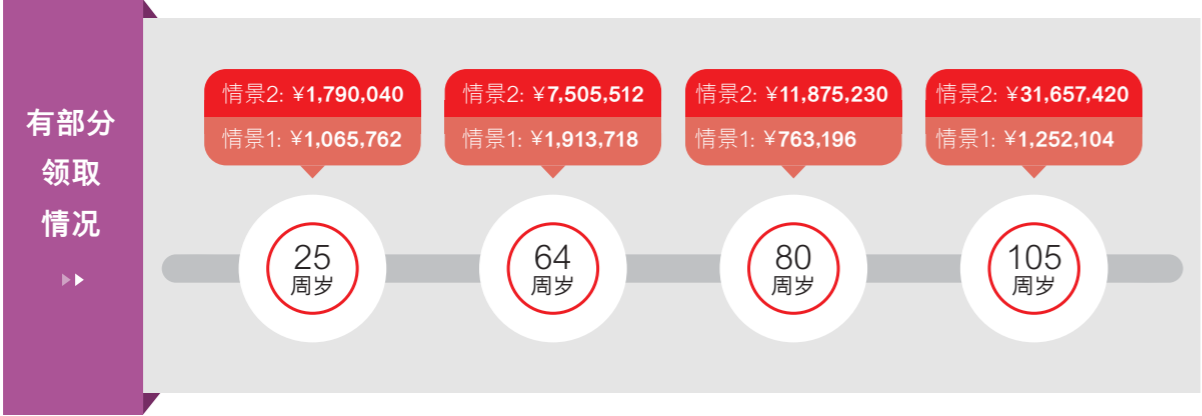 有部分
领取
情况
情景2: ¥1,790,040
情景1: ¥1,065,762
25
周岁
情景2: ¥7,505,512
情景1: ¥1,913,718
64
周岁
情景2: ¥11,875,230
情景1: ¥763,196
80
周岁
情景2: ¥31,657,420
情景1: ¥1,252,104
105
周岁